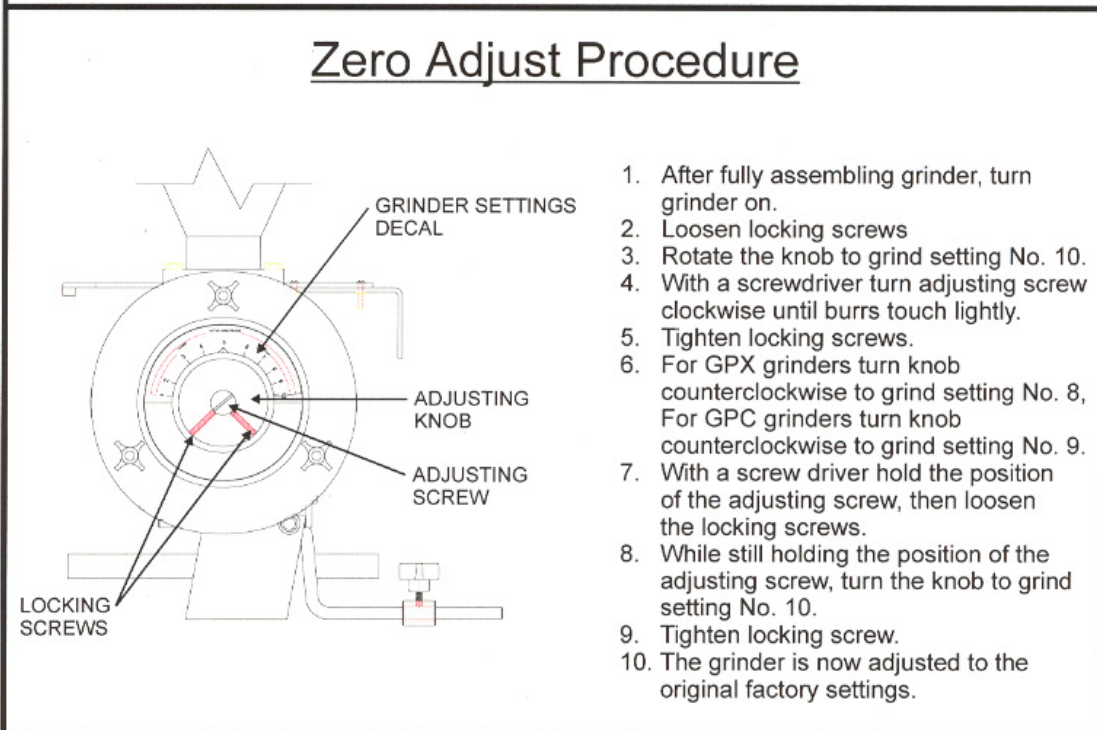 Zero Adjust Procedure
GRINDER SETTINGS
DECAL
ADJUSTING
KNOB
ADJUSTING
SCREW
LOCKING
SCREWS
1. After fully assembling grinder, turn
grinder on.
2. Loosen locking screws
3. Rotate the knob to grind setting No. 10.
4. With a screwdriver turn adjusting screw
clockwise until burrs touch lightly.
5. Tighten locking screws.
6. For GPX grinders turn knob
counterclockwise to grind setting No. 8,
For GPC grinders turn knob
counterclockwise to grind setting No. 9.
7. With a screw driver hold the position
of the adjusting screw, then loosen
the locking screws.
8. While still holding the position of the
adjusting screw, turn the knob to grind
setting No. 10.
9. Tighten locking screw.
10. The grinder is now adjusted to the
original factory settings.